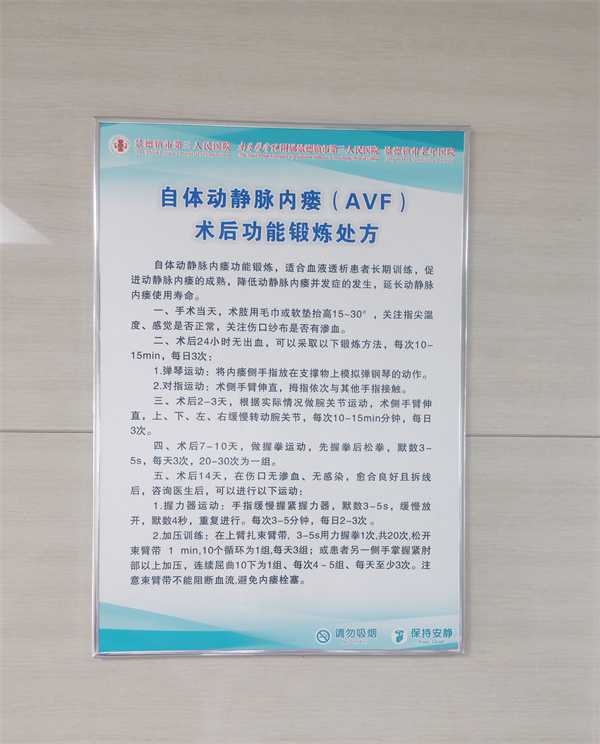 景德镇市第三人民医院 附属景德镇市第三人民医院 景德镇市老年医院
自体动静脉内瘘（AVF）
术后功能锻炼处方
自体动静脉内瘘功能锻炼，适合血液透析患者长期训练，促
进动静脉内瘘的成熟，降低动静脉内瘘并发症的发生，延长动静脉
内瘘使用寿命。
一、手术当天，术肢用毛巾或软垫抬高15-30°，关注指尖温
度、感觉是否正常，关注伤口纱布是否有渗血。
二、术后24小时无出血，可以采取以下锻炼方法，每次10-
15min，每日3次：
1.弹琴运动：将内瘘侧手指放在支撑物上模拟弹钢琴的动作。
2.对指运动：术侧手臂伸直，拇指依次与其他手指接触。
三、术后2-3天，根据实际情况做腕关节运动，术侧手臂伸
直，上、下、左、右缓慢转动腕关节，每次10-15min分钟，每日
3次。
四、术后7-10天，做握拳运动，先握拳后松拳，默数3-
5s，每天3次，20-30次为一组。
五、术后14天，在伤口无渗血、无感染，愈合良好且拆线
后，咨询医生后，可以进行以下运动：
1.握力器运动：手指缓慢握紧握力器，默数3-5s，缓慢放
开，默数4秒，重复进行。每次3-5分钟，每日2-3次 。
2.加压训练：在上臂扎束臂带，3-5s用力握拳1次,共20次,松开
束臂带 1 min,10个循环为1组,每天3组；或患者另一侧手掌握紧肘
部以上加压，连续屈曲10下为1组、每次4～5组、每天至少3次。注
意束臂带不能阻断血流,避免内瘘栓塞。
请勿吸烟 保持安静
No Smoking Keep Quiet